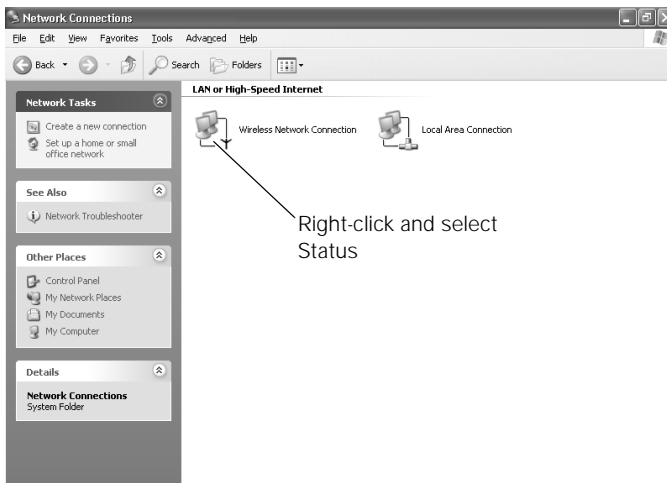 Network Connections
File Edit View Favorites Tools Advanced Help
Back Search Folders
Network Tasks
Create a new connection
Set up a home or small
office network
See Also
Network Troubleshooter
Other Places
Control Panel
My Network Places
My Documents
My Computer
Details
Network Connections
System Folder
LAN or High-Speed Internet
Wireless Network Connection
Local Area Connection
Right-click and select
Status